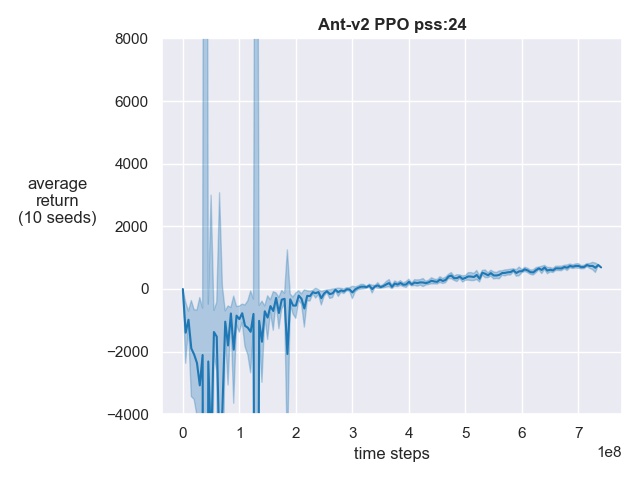 Ant-v2 PPO pss:24
8000
6000
4000
2000
0
−2000
−4000
average
return
(10 seeds)
0 1 2 3 4 5 6 7
1e8
time steps